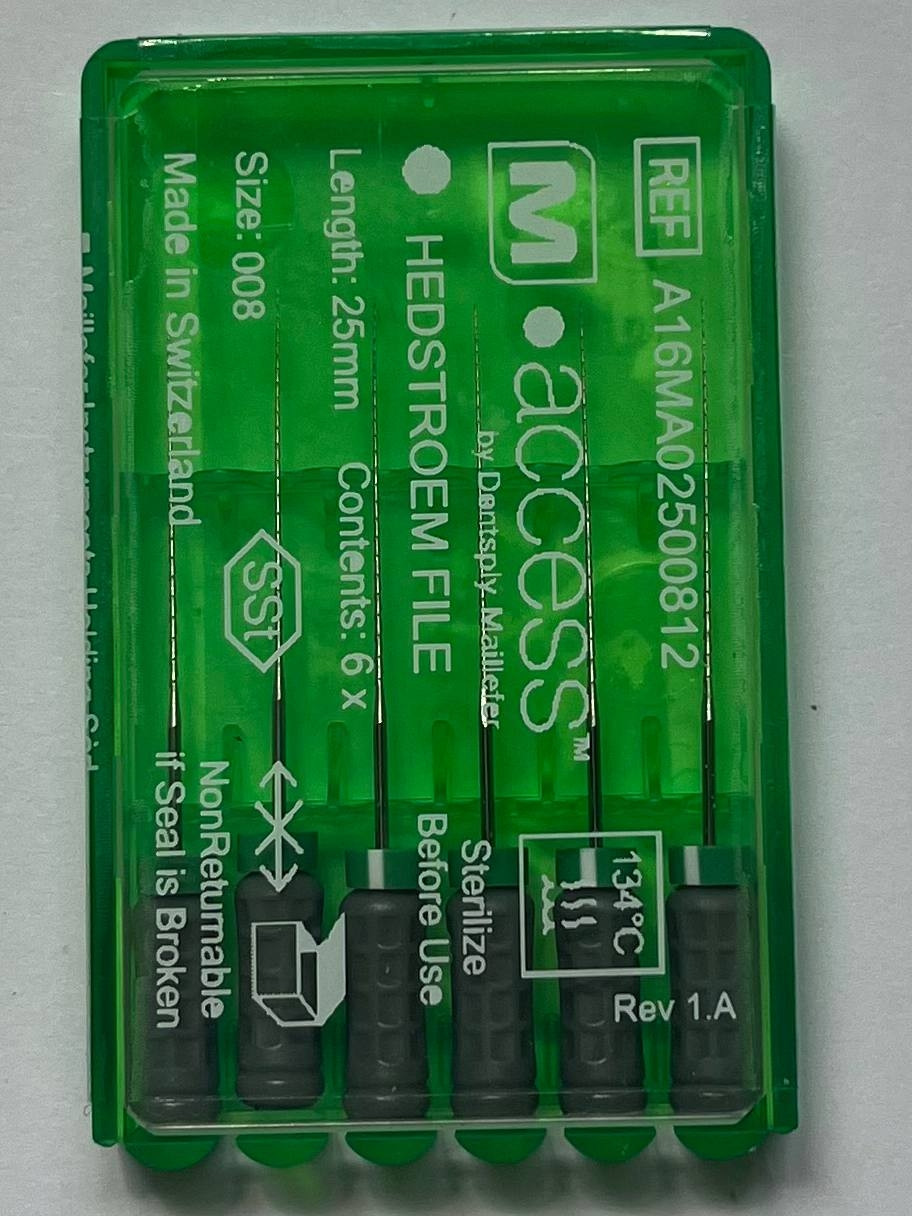 REF A16MA02500812
M access™
by Dentsply Maillefer
HEDSTROEM FILE
Length: 25mm Contents: 6 x
Size: 008
SSt
Made in Switzerland
134°C
Sterilize
Before Use
NonReturnable
if Seal is Broken
Rev 1.A